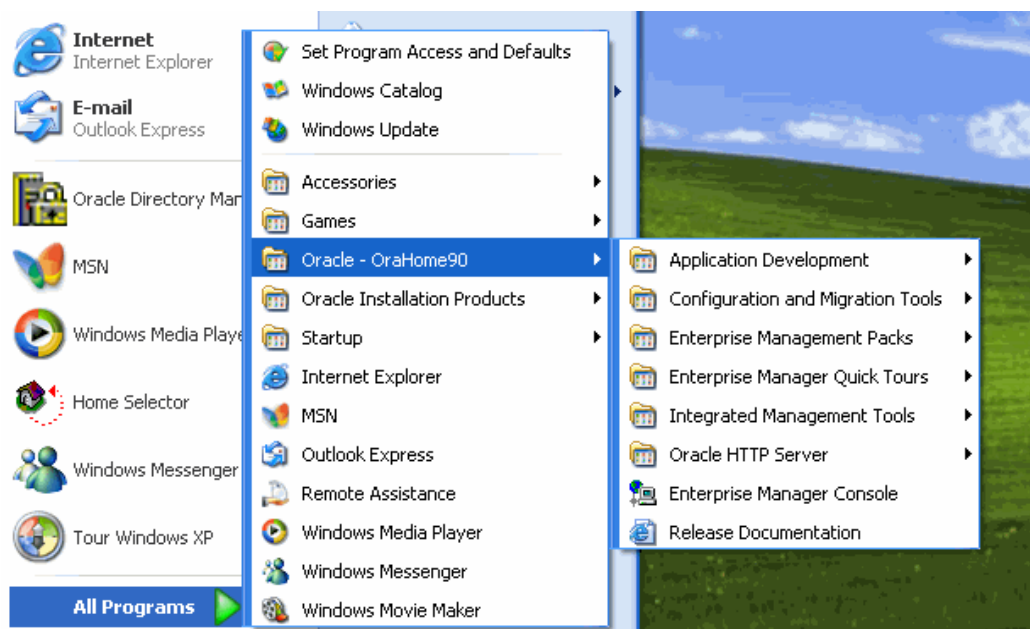 Internet
Internet Explorer
E-mail
Outlook Express
Oracle Directory Man
MSN
Windows Media Playe
Home Selector
Windows Messenger
Tour Windows XP
All Programs
Set Program Access and Defaults
Windows Catalog
Windows Update
Accessories
Games
Oracle - OraHome90
Oracle Installation Products
Startup
Internet Explorer
MSN
Outlook Express
Remote Assistance
Windows Media Player
Windows Messenger
Windows Movie Maker
Application Development
Configuration and Migration Tools
Enterprise Management Packs
Enterprise Manager Quick Tours
Integrated Management Tools
Oracle HTTP Server
Enterprise Manager Console
Release Documentation